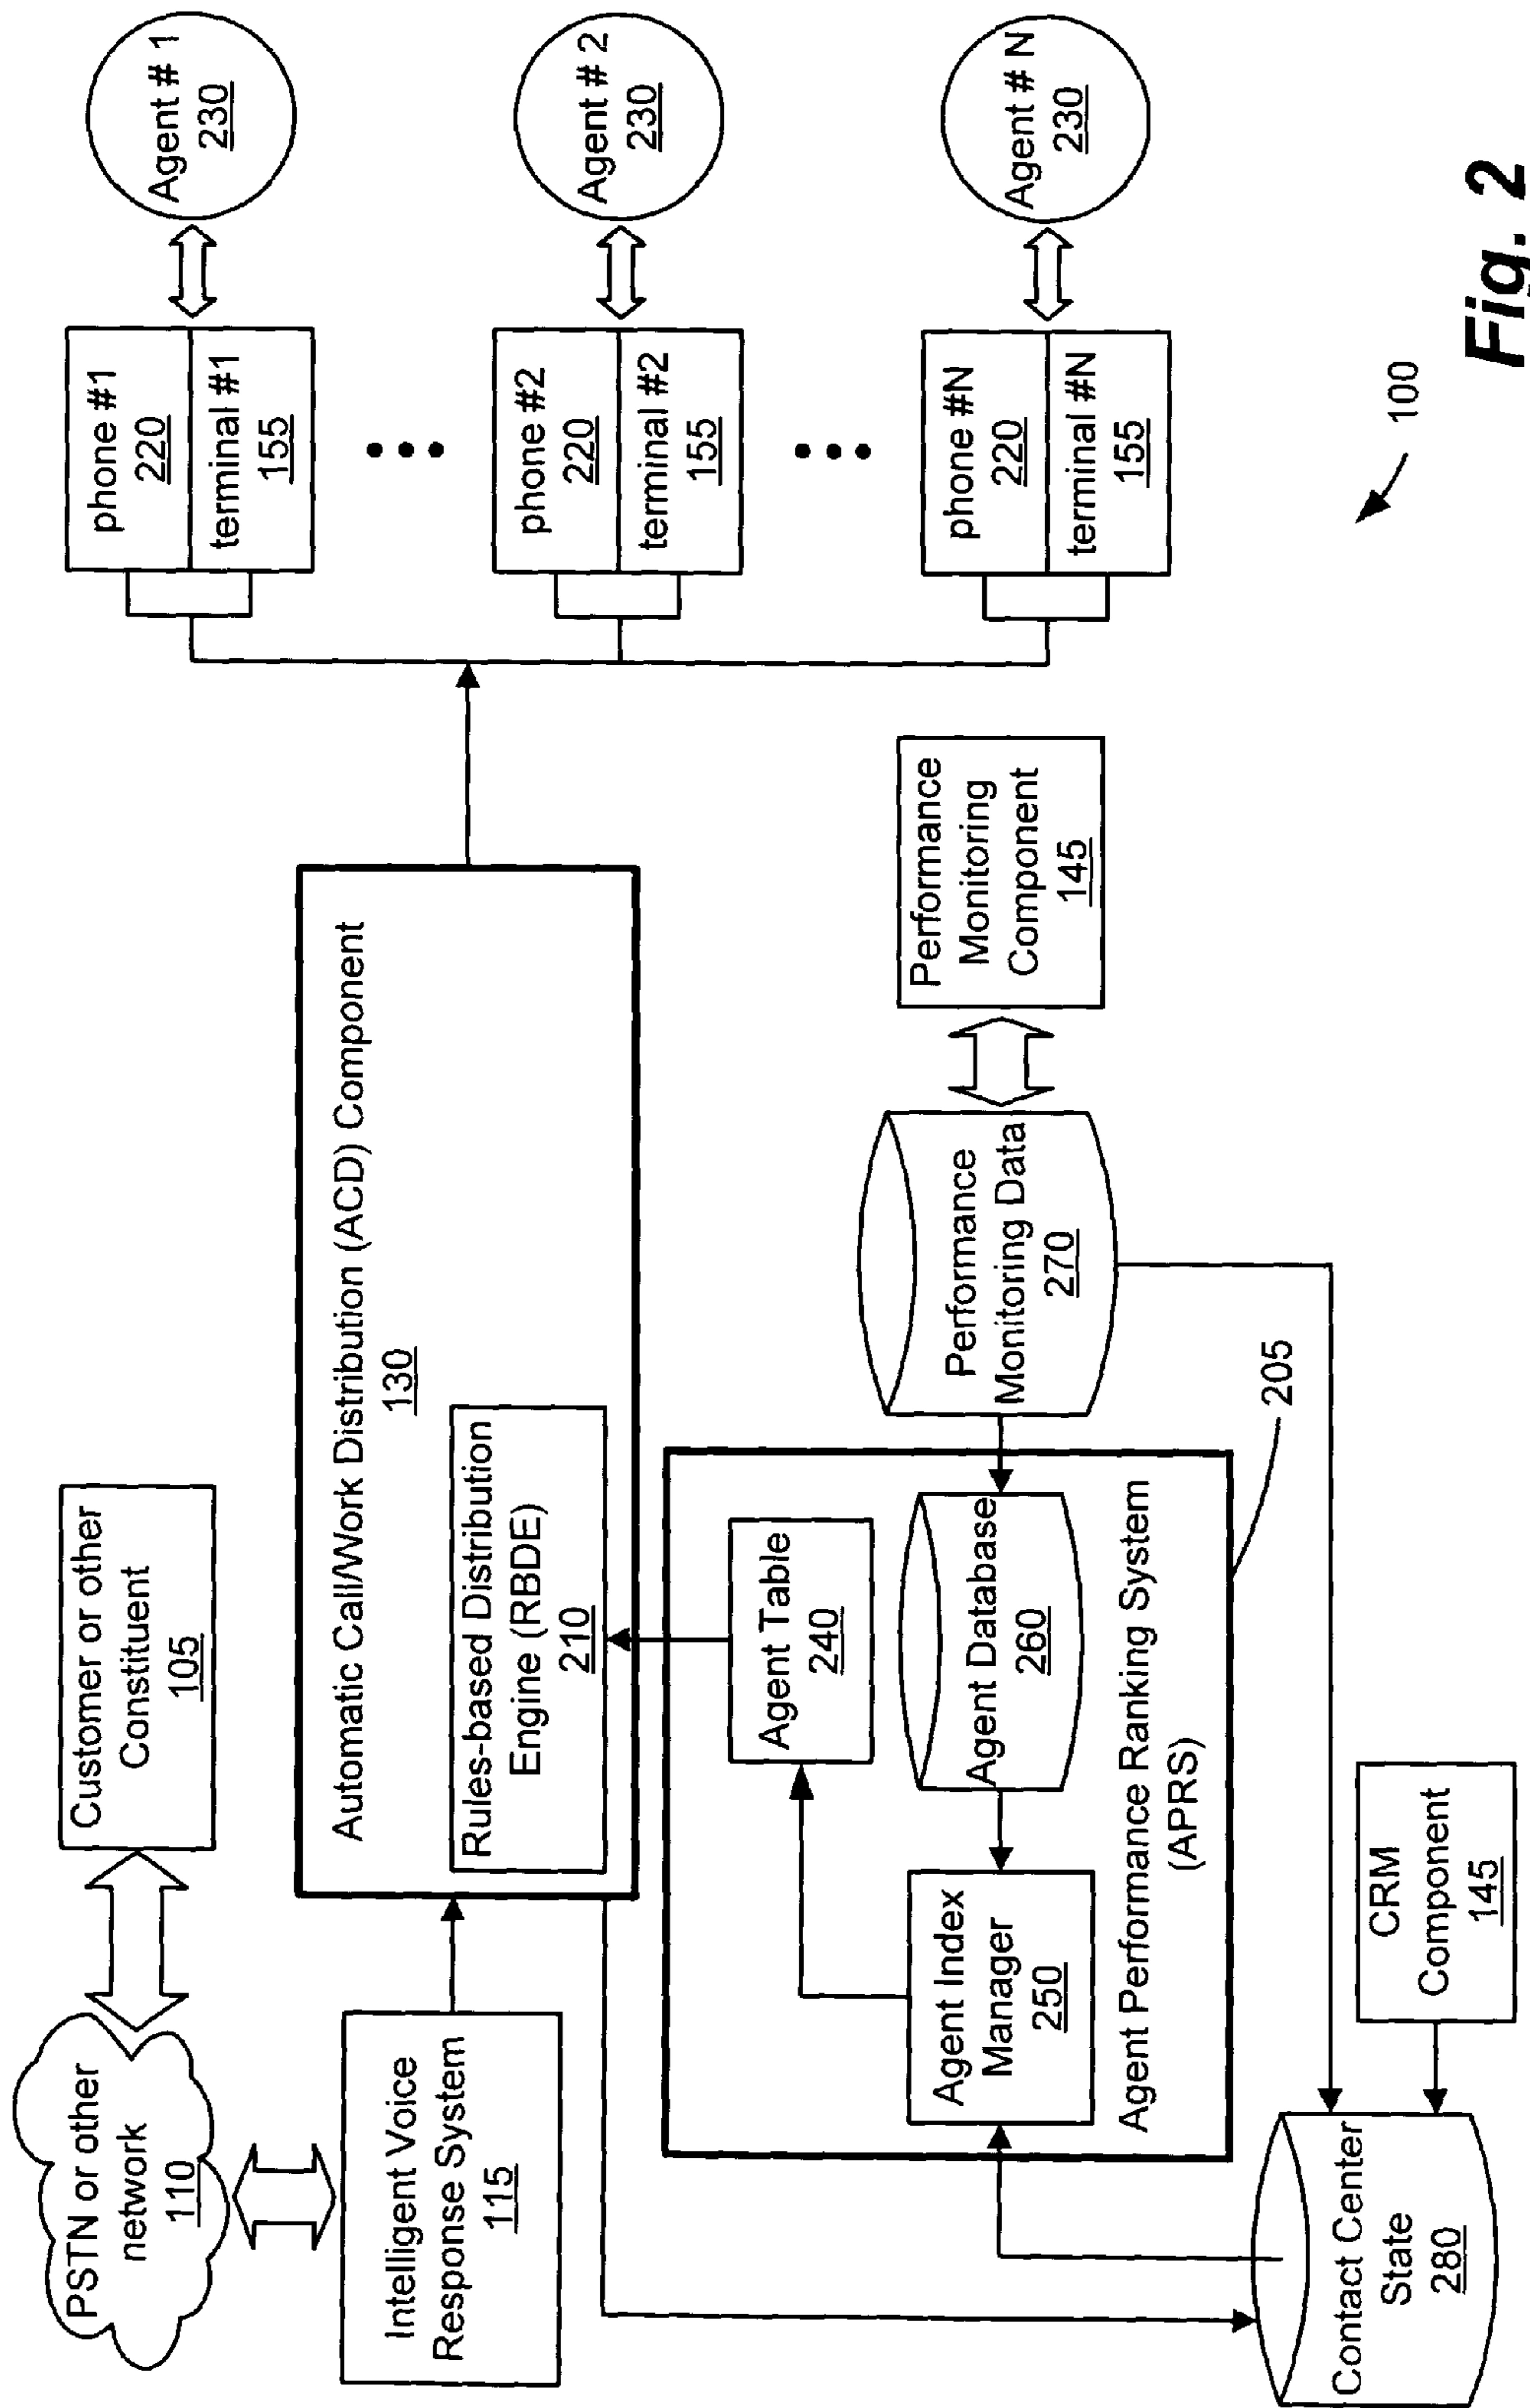 Customer or other
Constituent
105
PSTN or other
network
110
Intelligent Voice
Response System
115
Automatic Call/Work Distribution (ACD) Component
130
Rules-based Distribution
Engine (RBDE)
210
Agent Table
240
Agent Database
260
Agent Index
Manager
250
Agent Performance Ranking System
(APRS)
205
Performance
Monitoring Data
270
Performance
Monitoring
Component
145
Contact Center
State
280
CRM
Component
145
phone #1
220
terminal #1
155
Agent # 1
230
phone #2
220
terminal #2
155
Agent # 2
230
phone #N
220
terminal #N
155
Agent # N
230
100
Fig. 2